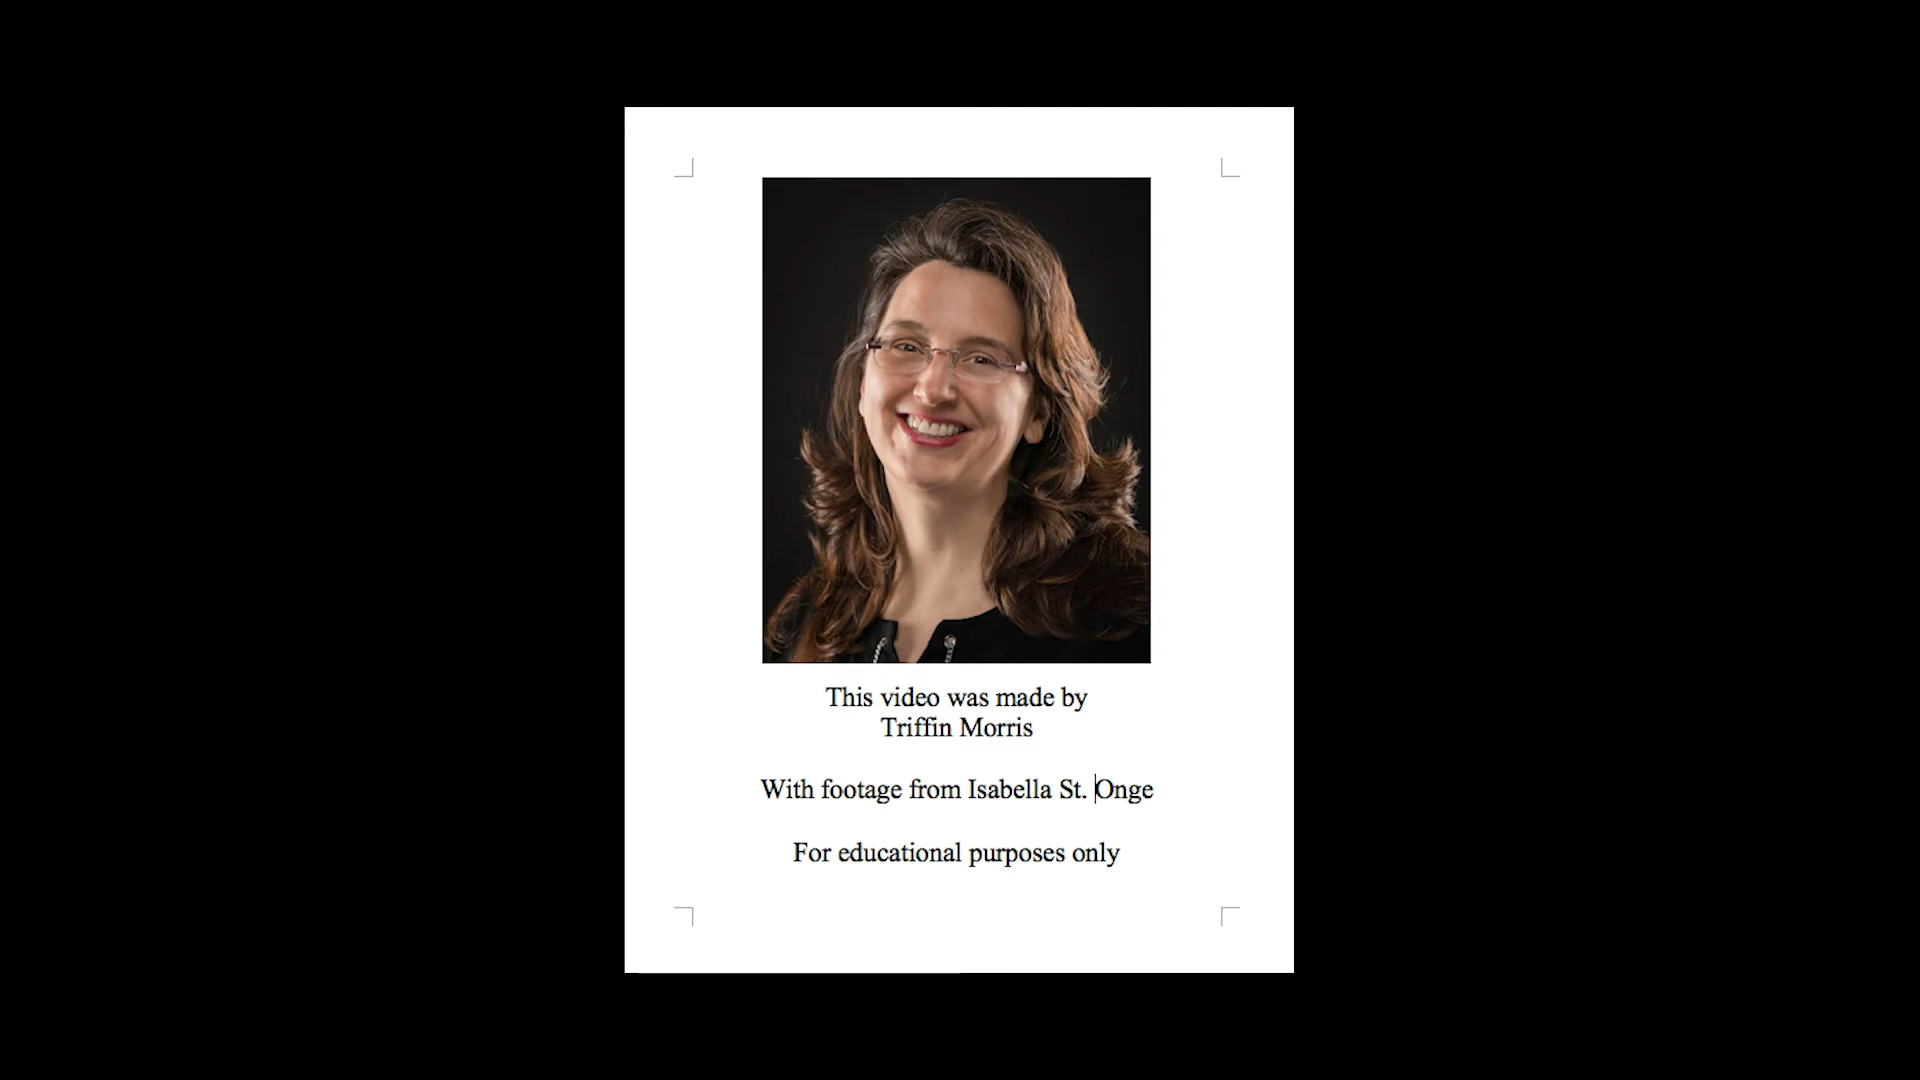 This video was made by
Triffin Morris
With footage from Isabella St. Onge
For educational purposes only